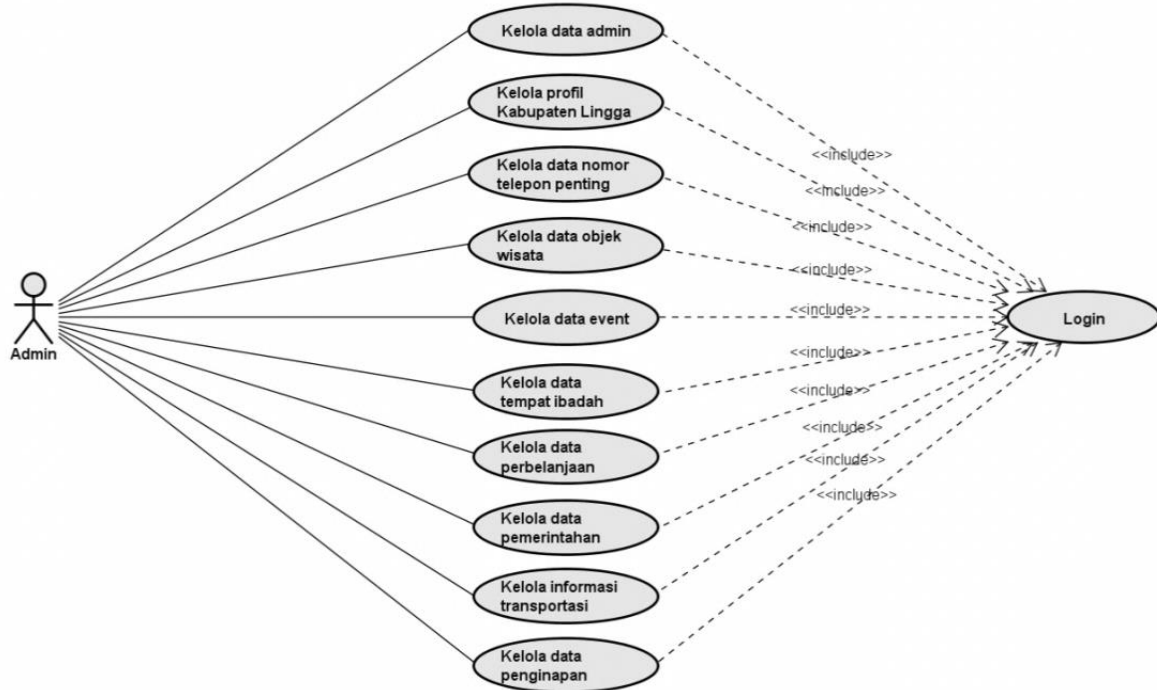 Kelola data admin
Kelola profil
Kabupaten Lingga
<<include>>
Kelola data nomor
telepon penting
<<include>>
<<include>>
Kelola data objek
wisata
<<include>>
Admin
Kelola data event
<<include>>
Login
<<include>>
Kelola data
tempat ibadah
<<include>>
Kelola data
perbelanjaan
<<include>>
<<include>>
Kelola data
pemerintahan
<<include>>
Kelola informasi
transportasi
Kelola data
penginapan